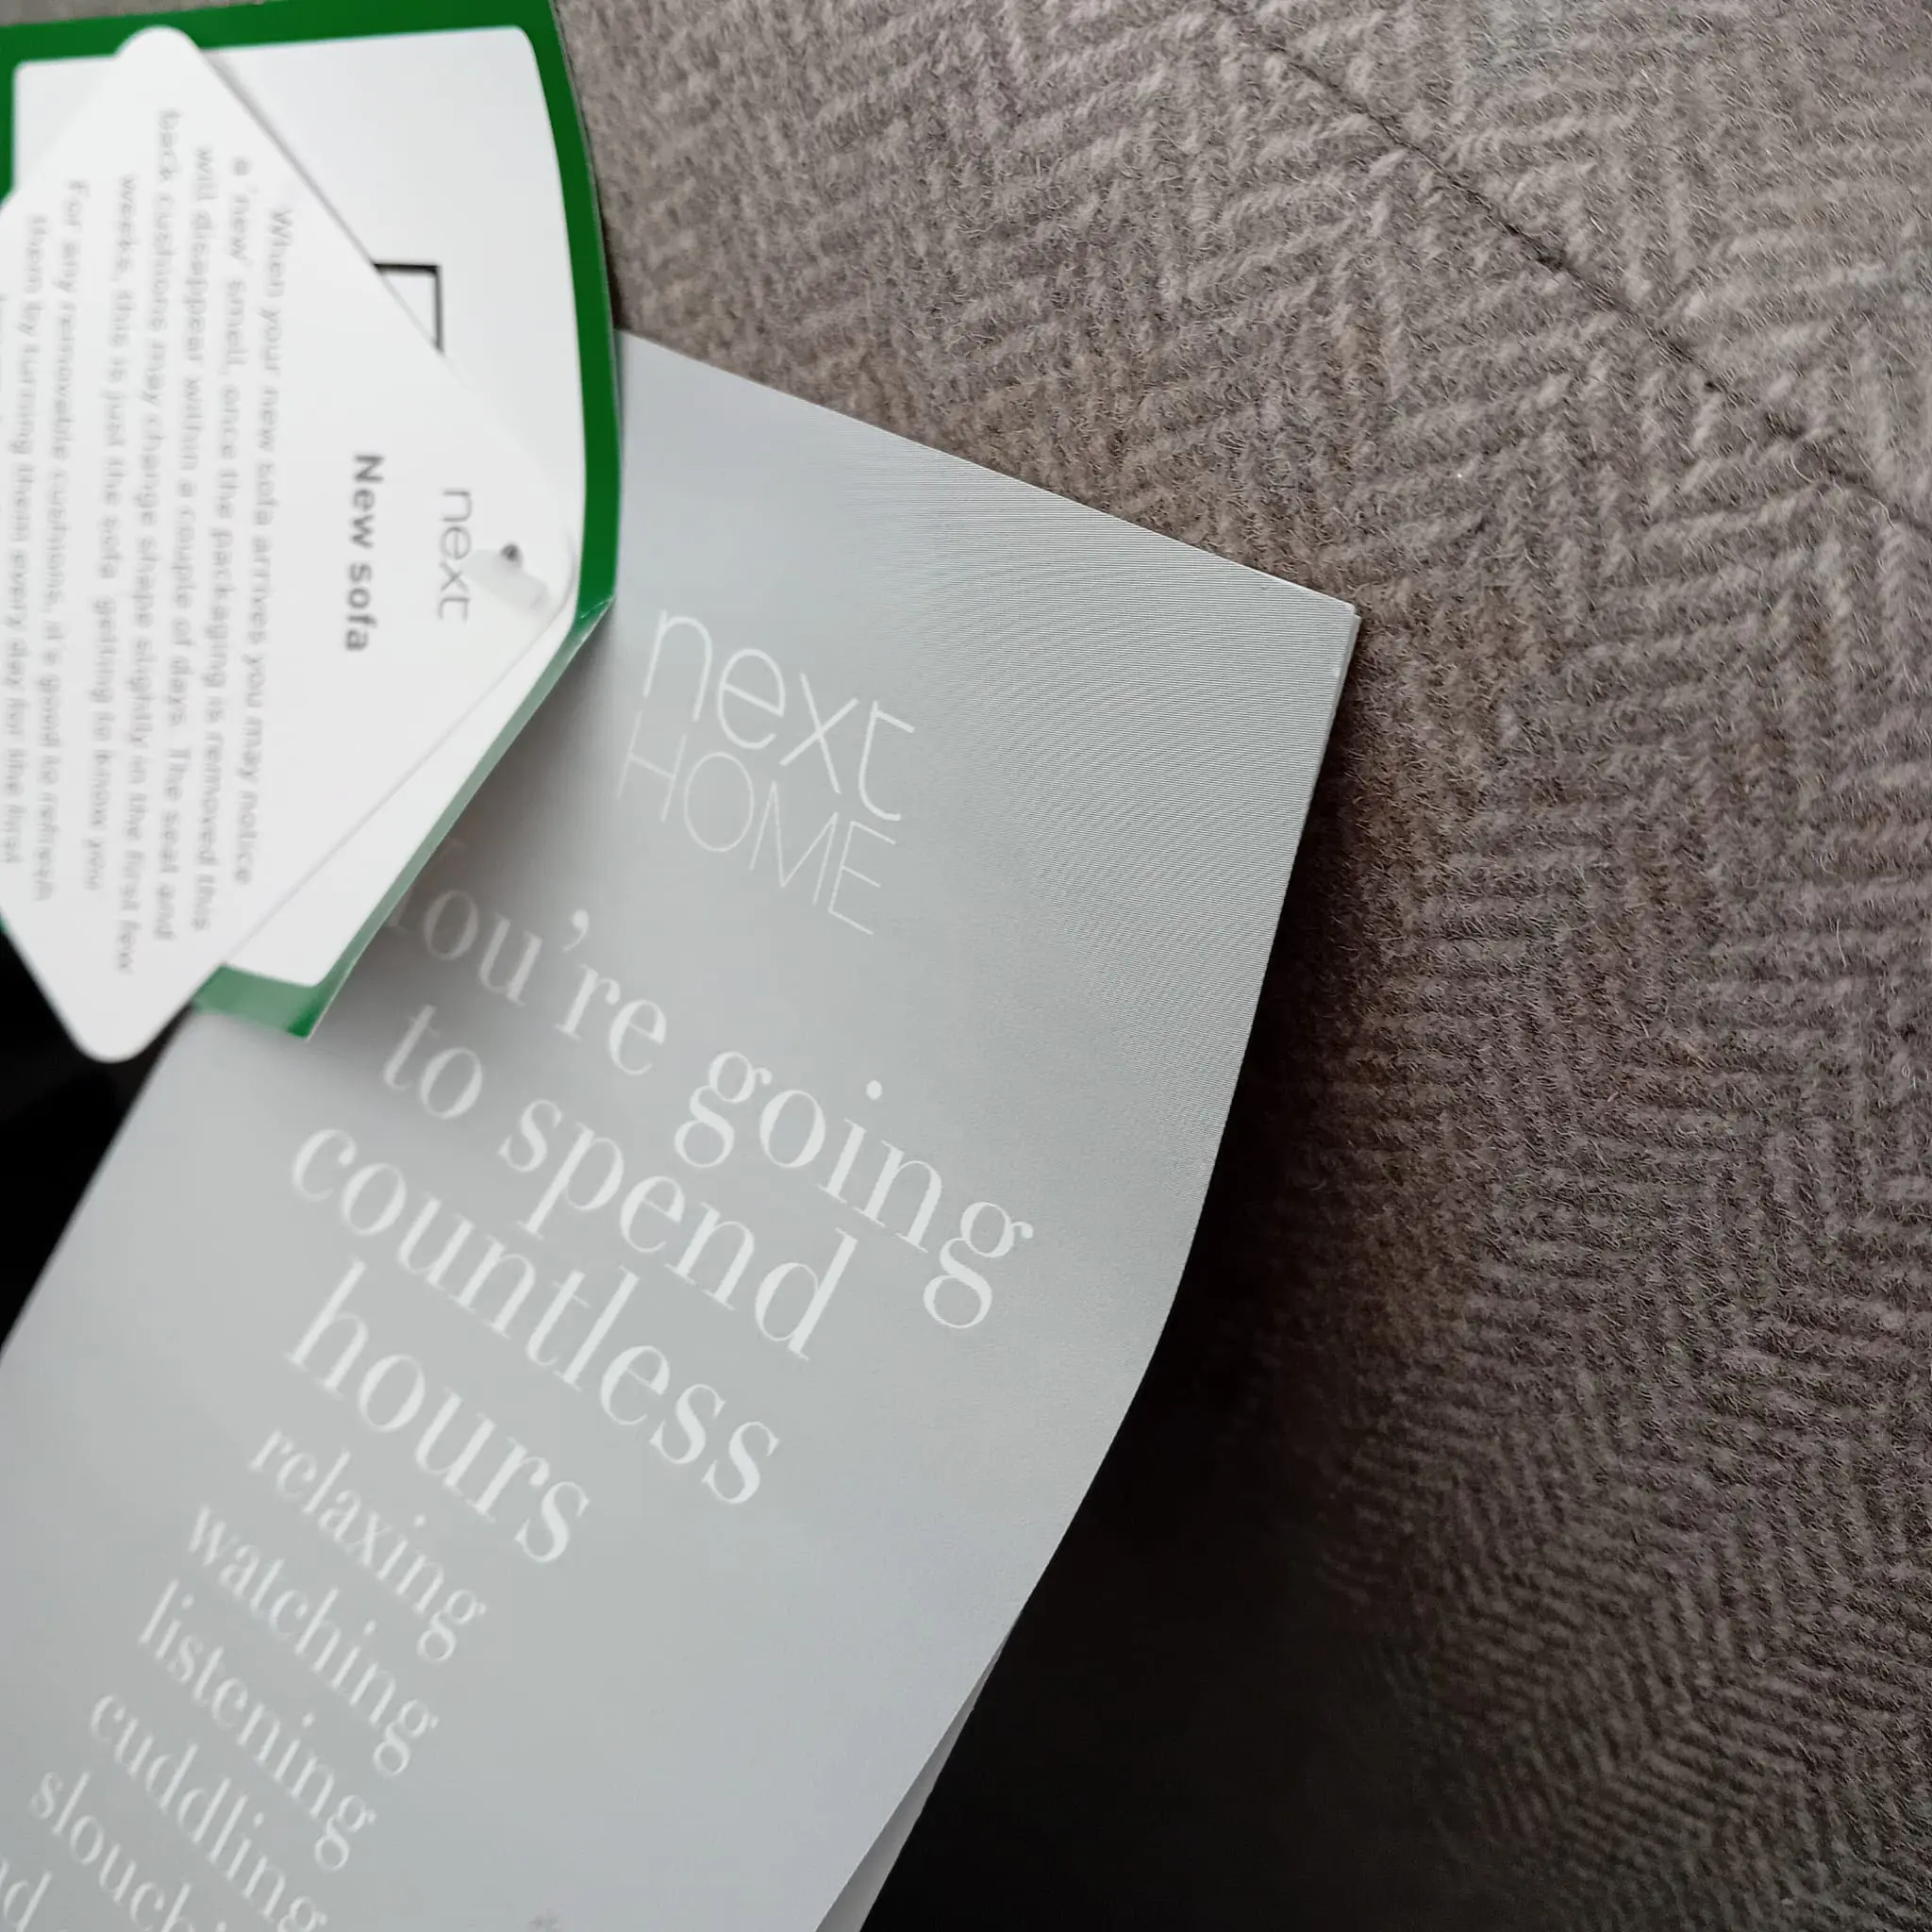 next
New sofa
When your new sofa arrives you may notice
a 'new' smell, once the packaging is removed this
will disappear within a couple of days. The seat and
back cushions may change shape slightly in the first few
weeks, this is just the sofa getting to know you
For any removable cushions, it's good to refresh
them by turning them every day for the first
next
HOME
You're going
to spend
countless
hours
relaxing
watching
listening
cuddling
slouchi